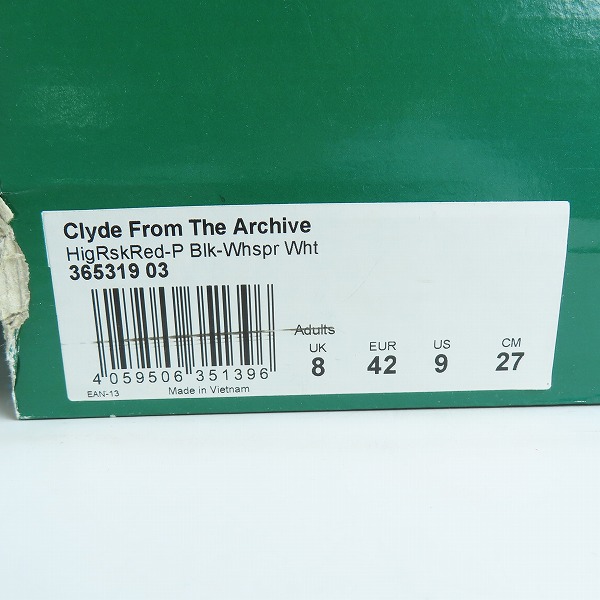 Clyde From The Archive
HigRskRed-P Blk-Whspr Wht
365319 03
Adults
UK EUR US CM
8 42 9 27
4 059506 351396
EAN-13 Made in Vietnam